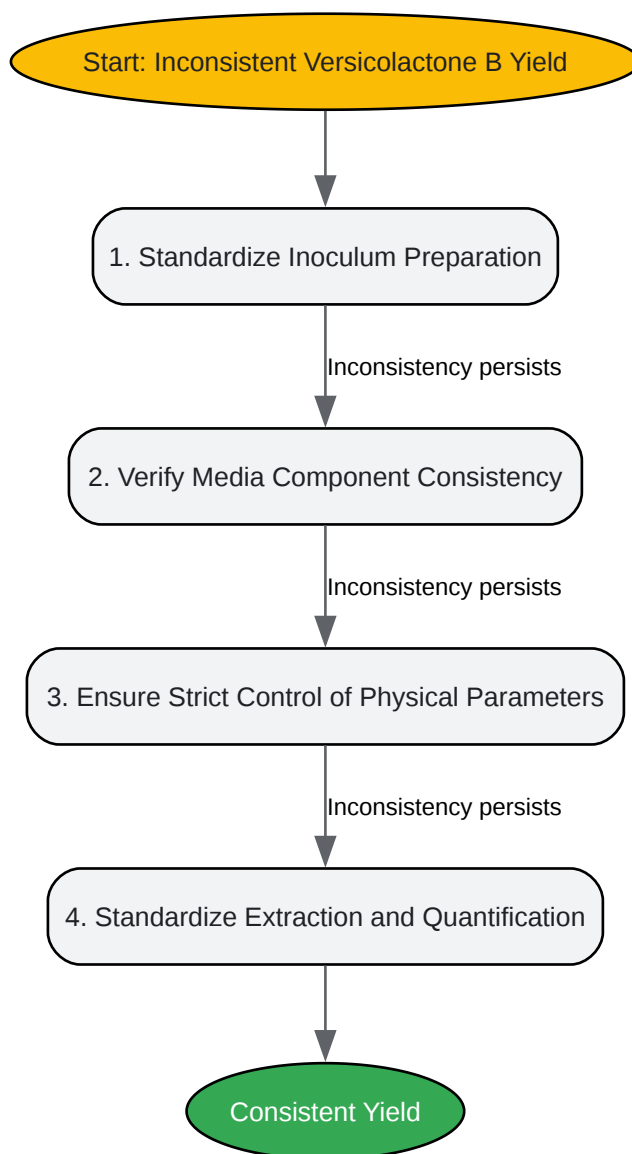 Start: Inconsistent Versicolactone B Yield
1. Standardize Inoculum Preparation
Inconsistency persists
2. Verify Media Component Consistency
Inconsistency persists
3. Ensure Strict Control of Physical Parameters
Inconsistency persists
4. Standardize Extraction and Quantification
Consistent Yield